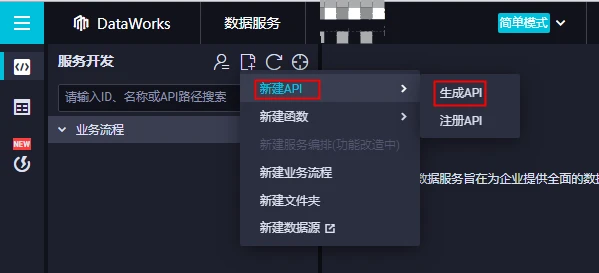 DataWorks
数据服务
简单模式
服务开发
请输入ID、名称或API路径搜索
业务流程
NEW
新建API
新建函数
新建服务编排(功能改造中)
新建业务流程
新建文件夹
新建数据源
生成API
注册API
数据服务旨在为企业提供全面的数据